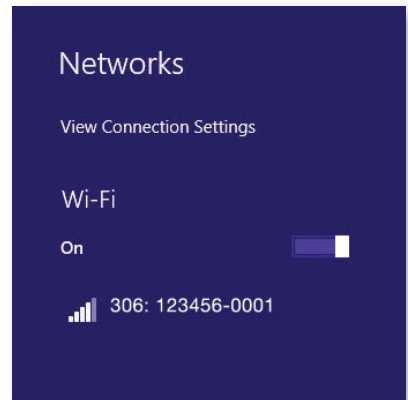 Networks
View Connection Settings
Wi-Fi
On
306: 123456-0001